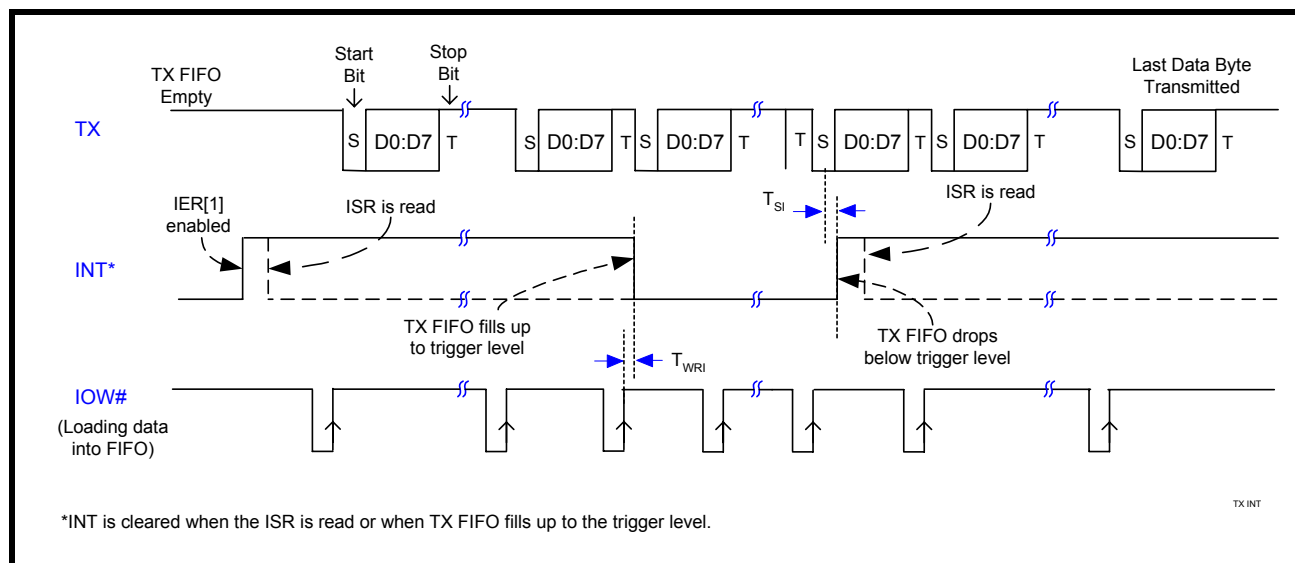 TX FIFO
Empty
Start
Bit
Stop
Bit
Last Data Byte
Transmitted
TX
S
D0:D7
T
S
D0:D7
T
S
D0:D7
T
T
S
D0:D7
T
S
D0:D7
T
S
D0:D7
T
IER[1]
enabled
ISR is read
TSI
ISR is read
INT*
TX FIFO fills up
to trigger level
TX FIFO drops
below trigger level
TWRI
IOW#
(Loading data
into FIFO)
*INT is cleared when the ISR is read or when TX FIFO fills up to the trigger level.
TX INT